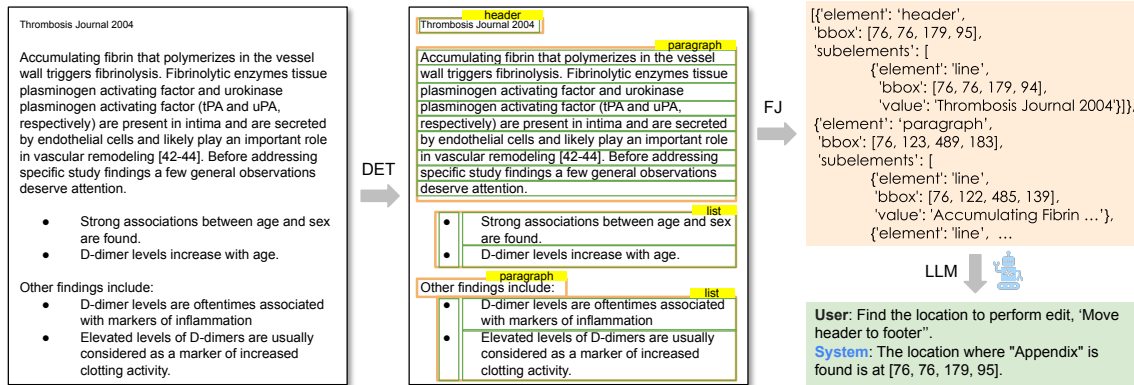 Thrombosis Journal 2004
Accumulating fibrin that polymerizes in the vessel
wall triggers fibrinolysis. Fibrinolytic enzymes tissue
plasminogen activating factor and urokinase
plasminogen activating factor (tPA and uPA,
respectively) are present in intima and are secreted
by endothelial cells and likely play an important role
in vascular remodeling [42-44]. Before addressing
specific study findings a few general observations
deserve attention.
● Strong associations between age and sex
are found.
● D-dimer levels increase with age.
Other findings include:
● D-dimer levels are oftentimes associated
with markers of inflammation
● Elevated levels of D-dimers are usually
considered as a marker of increased
clotting activity.
DET
header
Thrombosis Journal 2004
paragraph
Accumulating fibrin that polymerizes in the vessel
wall triggers fibrinolysis. Fibrinolytic enzymes tissue
plasminogen activating factor and urokinase
plasminogen activating factor (tPA and uPA,
respectively) are present in intima and are secreted
by endothelial cells and likely play an important role
in vascular remodeling [42-44]. Before addressing
specific study findings a few general observations
deserve attention.
list
● Strong associations between age and sex
are found.
● D-dimer levels increase with age.
paragraph
Other findings include:
list
● D-dimer levels are oftentimes associated
with markers of inflammation
● Elevated levels of D-dimers are usually
considered as a marker of increased
clotting activity.
FJ
[{'element': 'header',
'bbox': [76, 76, 179, 95],
'subelements': [
{'element': 'line',
'bbox': [76, 76, 179, 94],
'value': 'Thrombosis Journal 2004'}]},
{'element': 'paragraph',
'bbox': [76, 123, 489, 183],
'subelements': [
{'element': 'line',
'bbox': [76, 122, 485, 139],
'value': 'Accumulating Fibrin ...'},
{'element': 'line', ...
LLM
User: Find the location to perform edit, 'Move
header to footer''.
System: The location where "Appendix" is
found is at [76, 76, 179, 95].